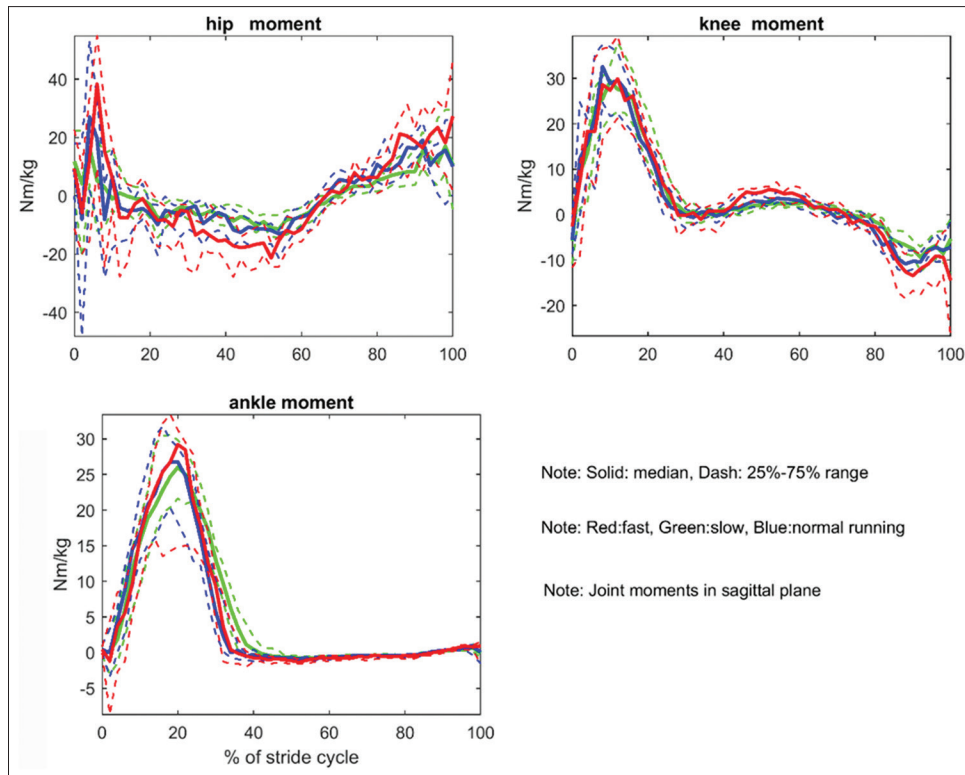 hip moment
knee moment
Nm/kg
40
20
0
-20
-40
0 20 40 60 80 100
Nm/kg
30
20
10
0
-10
-20
0 20 40 60 80 100
ankle moment
Nm/kg
30
25
20
15
10
5
0
-5
0 20 40 60 80 100
% of stride cycle
Note: Solid: median, Dash: 25%-75% range
Note: Red:fast, Green:slow, Blue:normal running
Note: Joint moments in sagittal plane